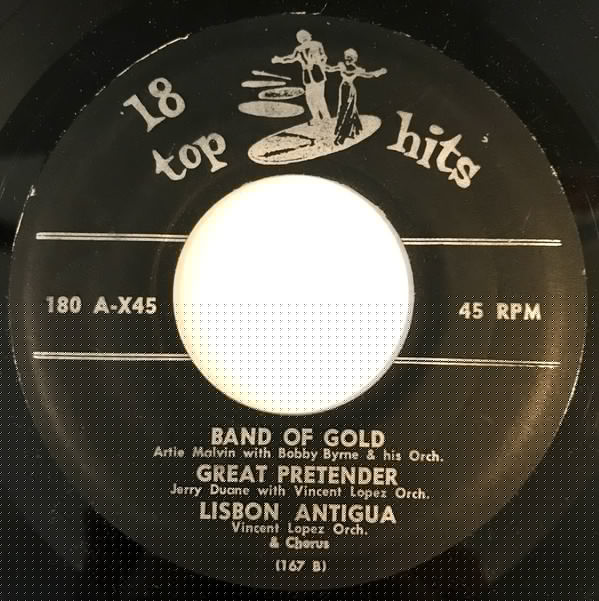 18
top hits
180 A-X45 45 RPM
BAND OF GOLD
Artie Malvin with Bobby Byrne & his Orch.
GREAT PRETENDER
Jerry Duane with Vincent Lopez Orch.
LISBON ANTIGUA
Vincent Lopez Orch.
& Chorus
(167 B)